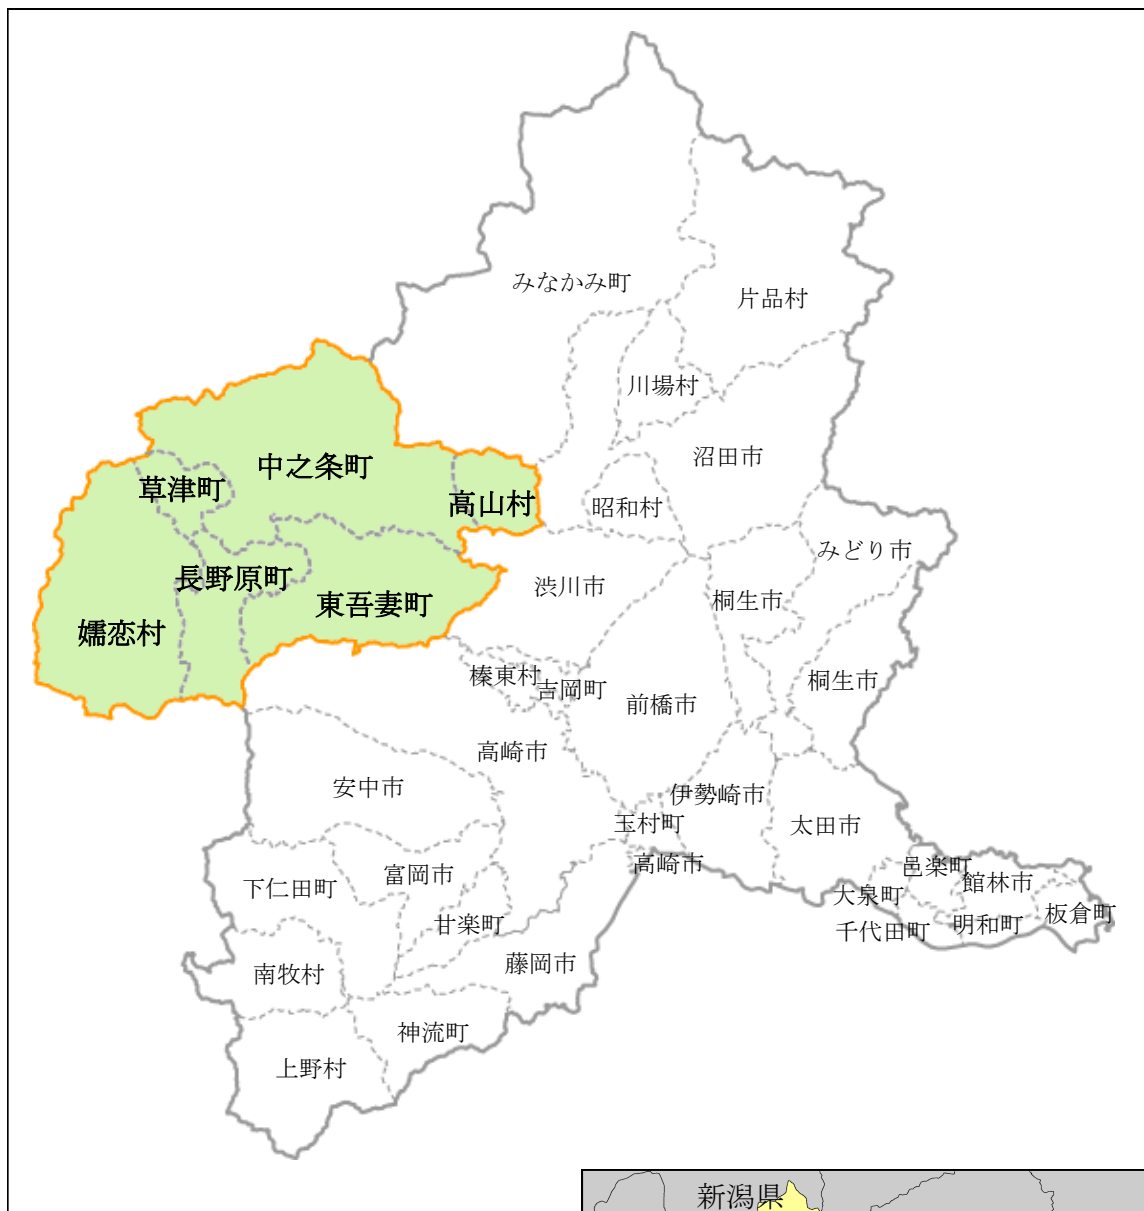 みなかみ町
片品村
川場村
沼田市
中之条町
草津町
高山村
昭和村
みどり市
長野原町
東吾妻町
渋川市
桐生市
嬬恋村
榛東村
吉岡町
前橋市
桐生市
高崎市
安中市
伊勢崎市
玉村町
太田市
高崎市
下仁田町
富岡市
邑楽町
館林市
大泉町
甘楽町
千代田町
明和町
板倉町
南牧村
藤岡市
神流町
上野村
新潟県